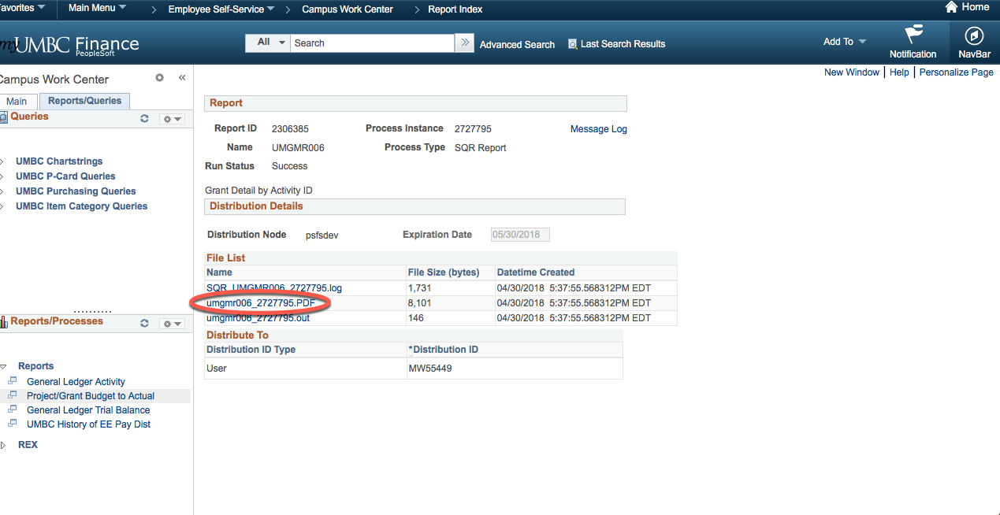 avorites Main Menu > Employee Self-Service > Campus Work Center > Report Index Home
myUMBC Finance
PeopleSoft
All Search >> Advanced Search Last Search Results Add To Notification NavBar
New Window | Help | Personalize Page
Campus Work Center «
Main Reports/Queries
Queries
UMBC Chartstrings
UMBC P-Card Queries
UMBC Purchasing Queries
UMBC Item Category Queries
Reports/Processes
Reports
General Ledger Activity
Project/Grant Budget to Actual
General Ledger Trial Balance
UMBC History of EE Pay Dist
REX
Report
Report ID 2306385 Process Instance 2727795 Message Log
Name UMGMR006 Process Type SQR Report
Run Status Success
Grant Detail by Activity ID
Distribution Details
Distribution Node psfsdev Expiration Date 05/30/2018
File List
Name File Size (bytes) Datetime Created
SQR_UMGMR006_2727795.log 1,731 04/30/2018 5:37:55.568312PM EDT
umgmr006_2727795.PDF 8,101 04/30/2018 5:37:55.568312PM EDT
umgmr006_2727795.out 146 04/30/2018 5:37:55.568312PM EDT
Distribute To
Distribution ID Type *Distribution ID
User MW55449